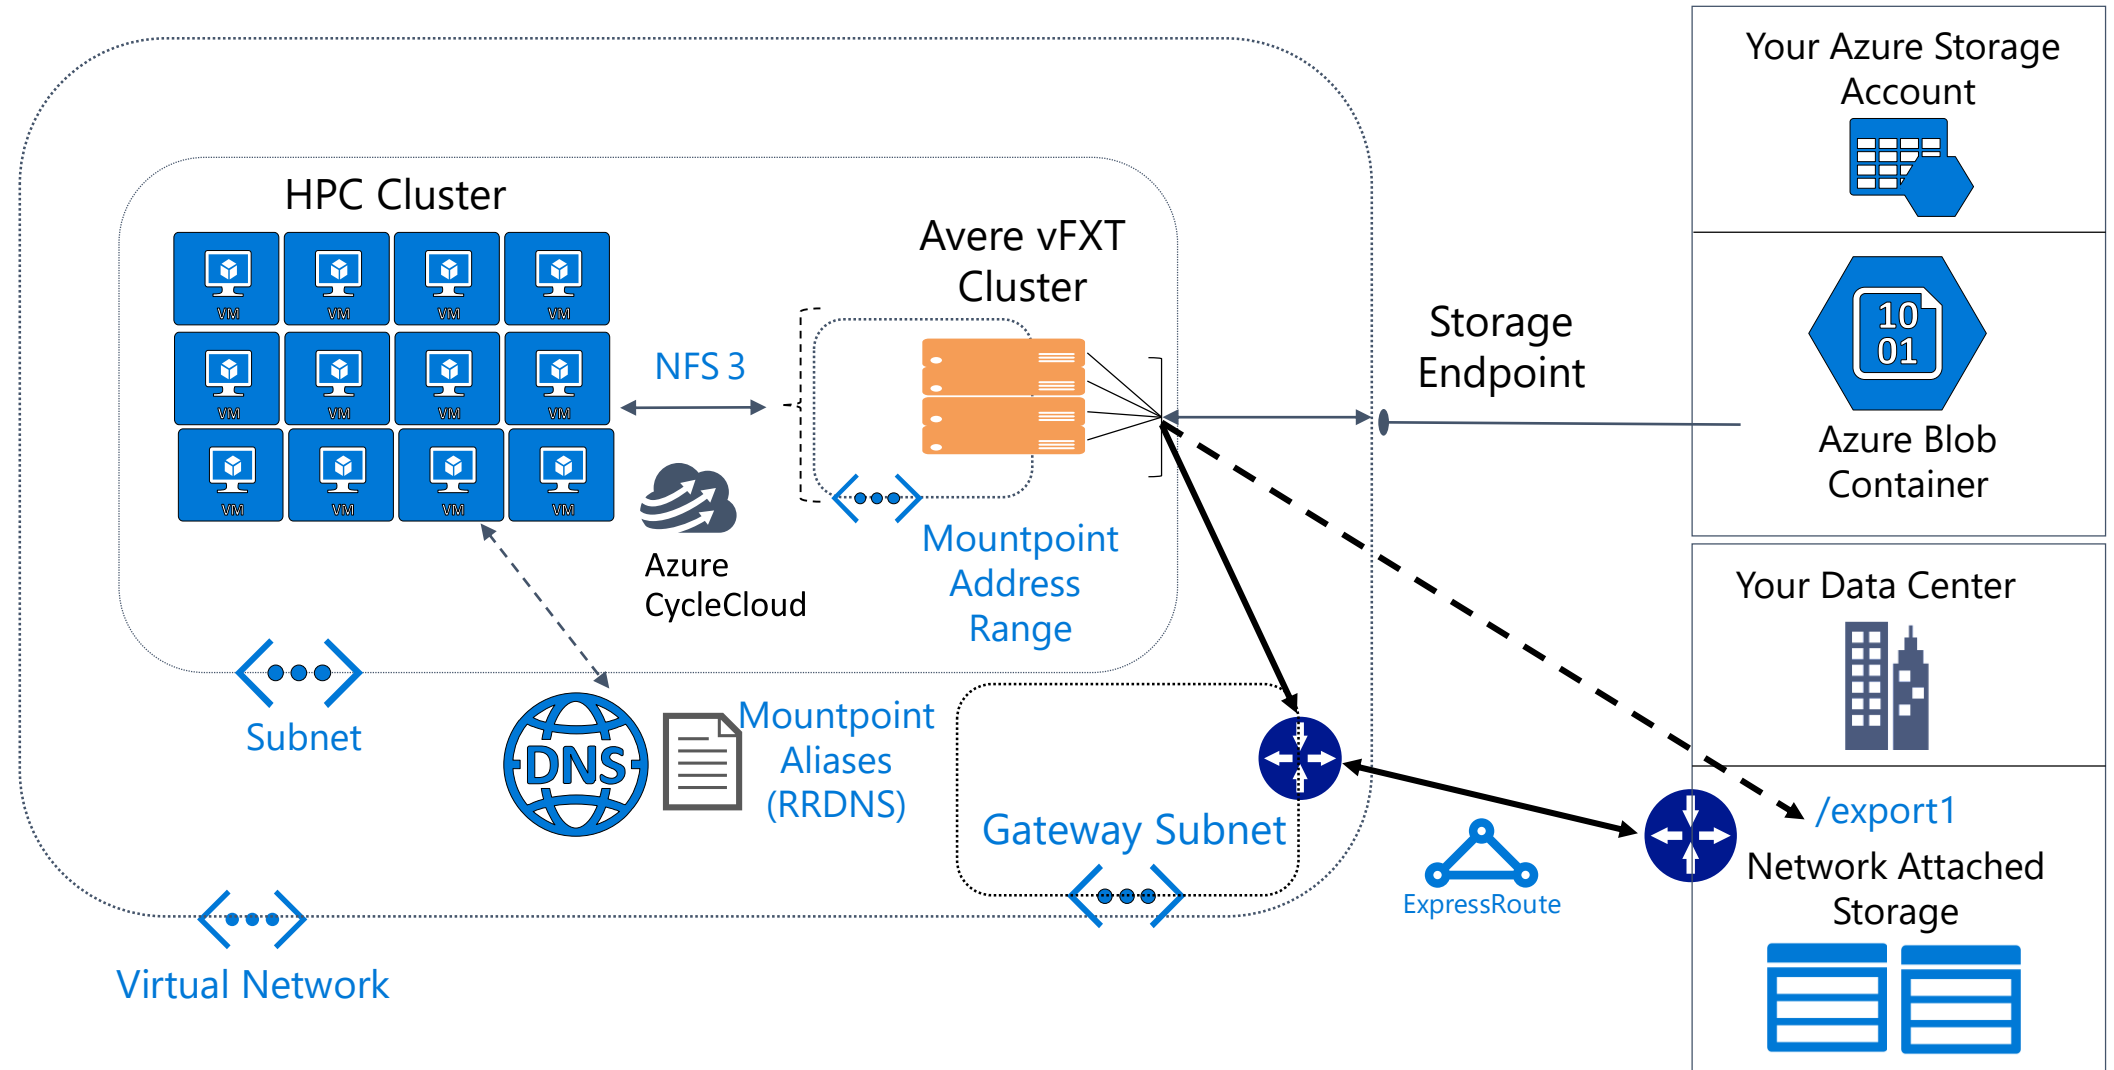 Your Azure Storage
Account
HPC Cluster
Avere vFXT
Cluster
VM VM VM VM
VM VM VM VM
VM VM VM VM
NFS 3
Storage
Endpoint
10
01
Azure Blob
Container
Azure
CycleCloud
Mountpoint
Address
Range
Your Data Center
Subnet
DNS
Mountpoint
Aliases
(RRDNS)
Gateway Subnet
/export1
Network Attached
Storage
ExpressRoute
Virtual Network